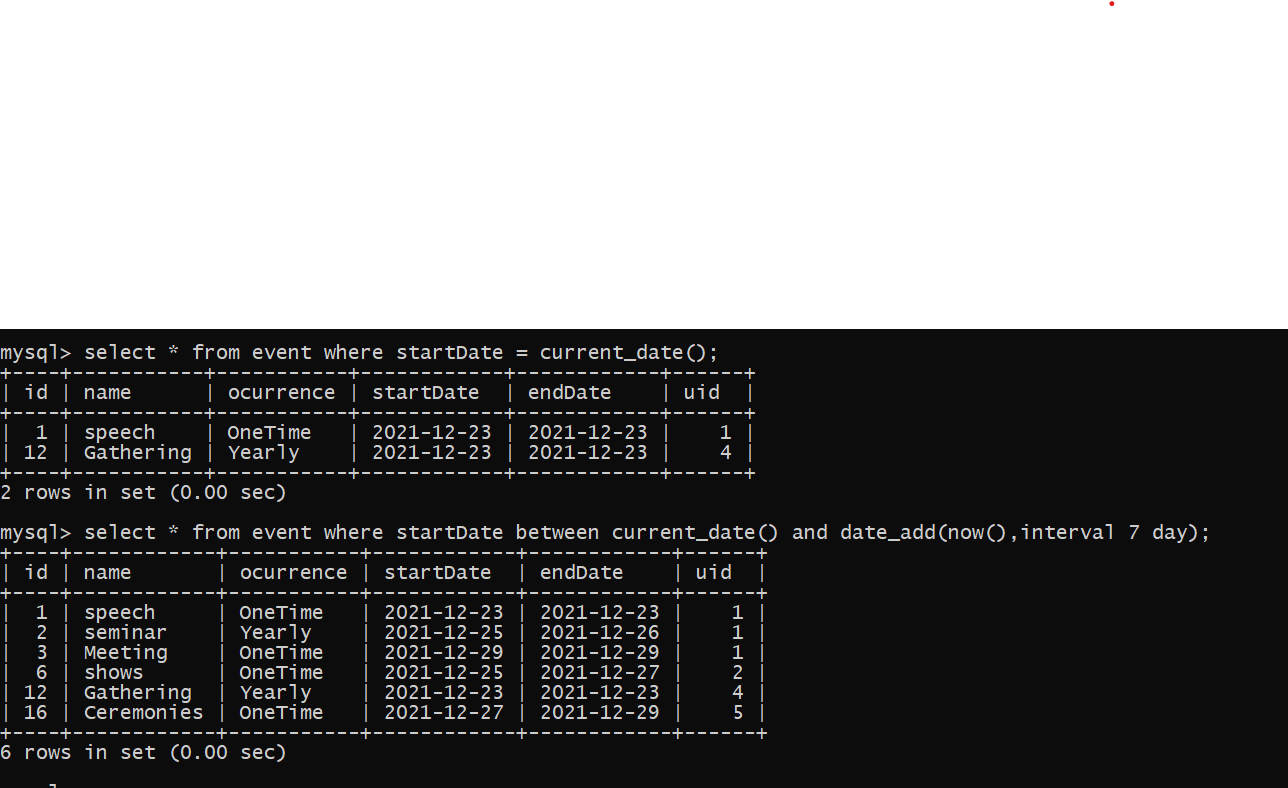 mysql> select * from event where startDate = current_date();
+----+-----------+-----------+------------+------------+------+
| id | name      | ocurrence | startDate  | endDate    | uid  |
+----+-----------+-----------+------------+------------+------+
|  1 | speech    | OneTime   | 2021-12-23 | 2021-12-23 |    1 |
| 12 | Gathering | Yearly    | 2021-12-23 | 2021-12-23 |    4 |
+----+-----------+-----------+------------+------------+------+
2 rows in set (0.00 sec)
mysql> select * from event where startDate between current_date() and date_add(now(),interval 7 day);
+----+------------+-----------+------------+------------+------+
| id | name       | ocurrence | startDate  | endDate    | uid  |
+----+------------+-----------+------------+------------+------+
|  1 | speech     | OneTime   | 2021-12-23 | 2021-12-23 |    1 |
|  2 | seminar    | Yearly    | 2021-12-25 | 2021-12-26 |    1 |
|  3 | Meeting    | OneTime   | 2021-12-29 | 2021-12-29 |    1 |
|  6 | shows      | OneTime   | 2021-12-25 | 2021-12-27 |    2 |
| 12 | Gathering  | Yearly    | 2021-12-23 | 2021-12-23 |    4 |
| 16 | Ceremonies | OneTime   | 2021-12-27 | 2021-12-29 |    5 |
+----+------------+-----------+------------+------------+------+
6 rows in set (0.00 sec)